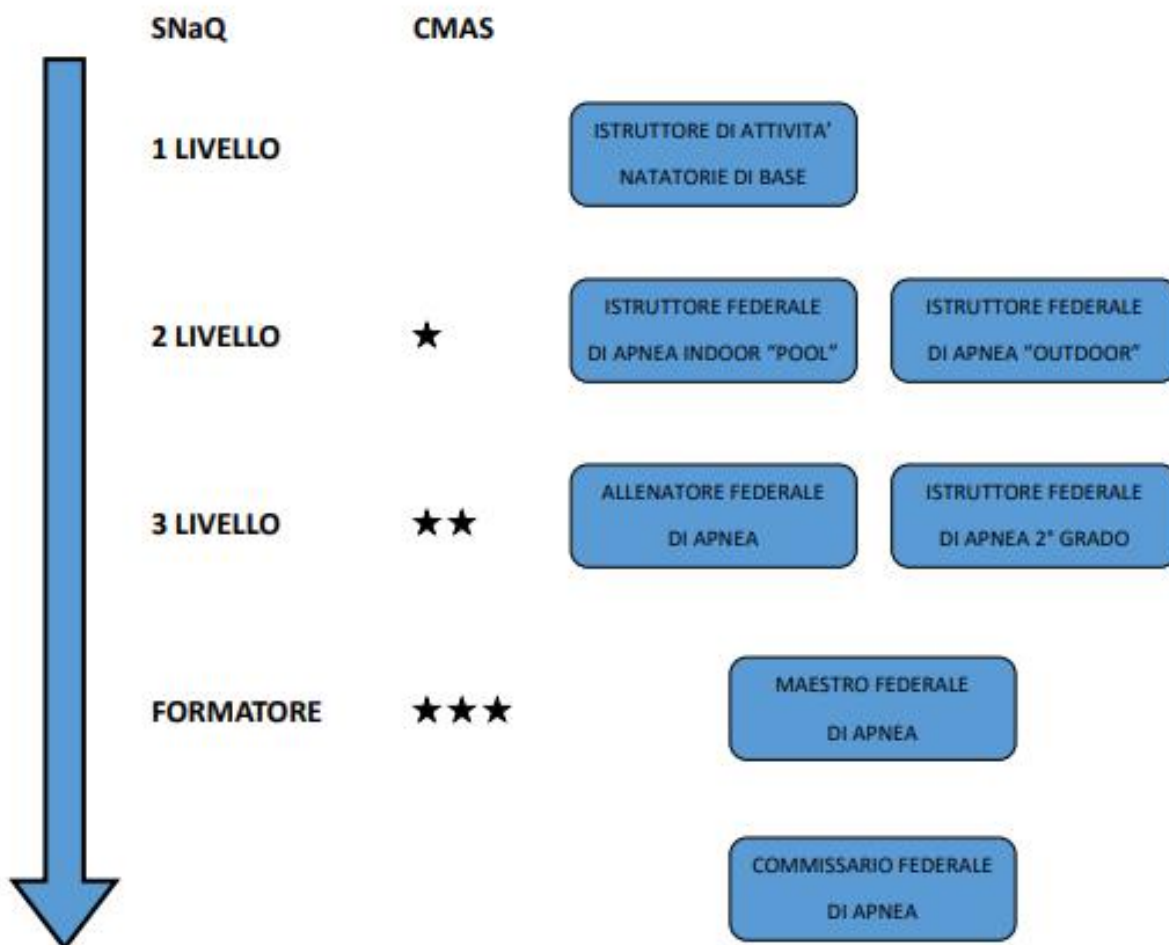 SNaQ CMAS
1 LIVELLO
ISTRUTTORE DI ATTIVITA'
NATATORIE DI BASE
2 LIVELLO ★
ISTRUTTORE FEDERALE
DI APNEA INDOOR "POOL"
ISTRUTTORE FEDERALE
DI APNEA "OUTDOOR"
3 LIVELLO ★★
ALLENATORE FEDERALE
DI APNEA
ISTRUTTORE FEDERALE
DI APNEA 2° GRADO
FORMATORE ★★★
MAESTRO FEDERALE
DI APNEA
COMMISSARIO FEDERALE
DI APNEA